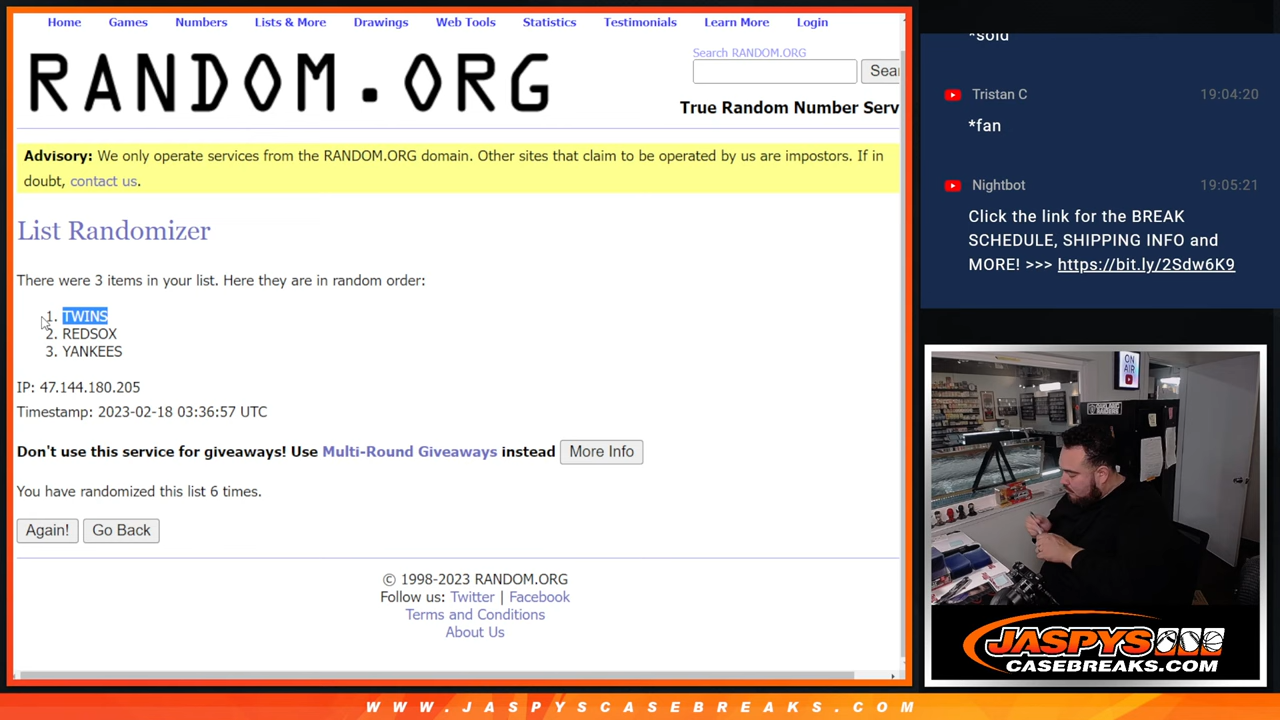 Home Games Numbers Lists & More Drawings Web Tools Statistics Testimonials Learn More Login
RANDOM.ORG
Search RANDOM.ORG
Sear
True Random Number Serv
Advisory: We only operate services from the RANDOM.ORG domain. Other sites that claim to be operated by us are impostors. If in
doubt, contact us.
List Randomizer
There were 3 items in your list. Here they are in random order:
1. TWINS
2. REDSOX
3. YANKEES
IP: 47.144.180.205
Timestamp: 2023-02-18 03:36:57 UTC
Don't use this service for giveaways! Use Multi-Round Giveaways instead More Info
You have randomized this list 6 times.
Again! Go Back
© 1998-2023 RANDOM.ORG
Follow us: Twitter | Facebook
Terms and Conditions
About Us
*sold
Tristan C 19:04:20
*fan
Nightbot 19:05:21
Click the link for the BREAK
SCHEDULE, SHIPPING INFO and
MORE! >>> https://bit.ly/2Sdw6K9
ON
AIR
JASPYS
CASEBREAKS.COM
WWW.JASPYSCASEBREAKS.COM